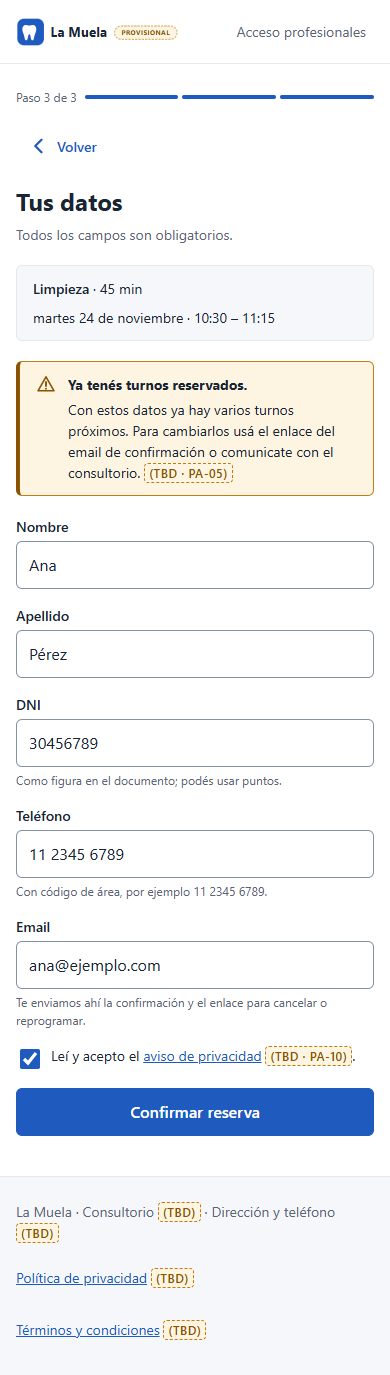 La Muela PROVISIONAL Acceso profesionales
Paso 3 de 3
Volver
Tus datos
Todos los campos son obligatorios.
Limpieza · 45 min
martes 24 de noviembre · 10:30 – 11:15
Ya tenés turnos reservados.
Con estos datos ya hay varios turnos
próximos. Para cambiarlos usá el enlace del
email de confirmación o comunicate con el
consultorio. (TBD · PA-05)
Nombre
Ana
Apellido
Pérez
DNI
30456789
Como figura en el documento; podés usar puntos.
Teléfono
11 2345 6789
Con código de área, por ejemplo 11 2345 6789.
Email
ana@ejemplo.com
Te enviamos ahí la confirmación y el enlace para cancelar o
reprogramar.
Leí y acepto el aviso de privacidad (TBD · PA-10).
Confirmar reserva
La Muela · Consultorio (TBD) · Dirección y teléfono
(TBD)
Política de privacidad (TBD)
Términos y condiciones (TBD)